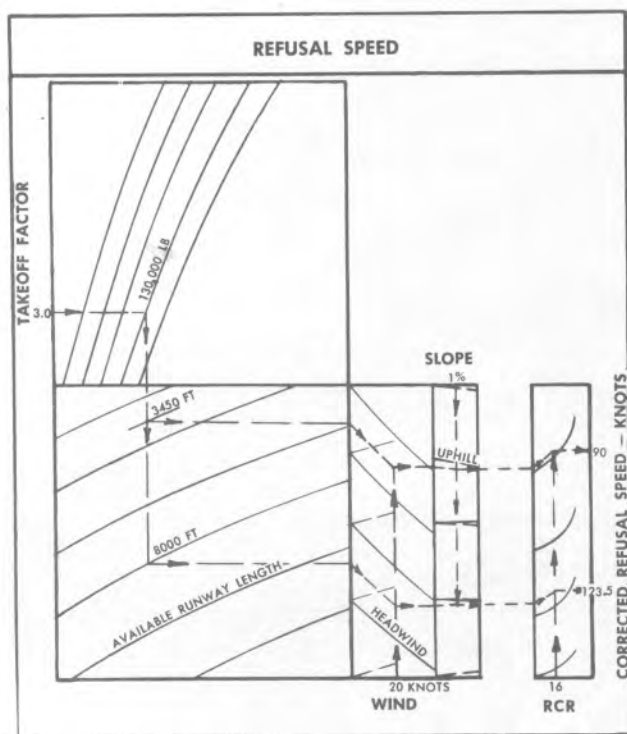 REFUSAL SPEED
TAKEOFF FACTOR
130,000 LB
3.0
SLOPE
1%
3450 FT
UPHILL
90
8000 FT
AVAILABLE RUNWAY LENGTH
HEADWIND
123.5
20 KNOTS
16
WIND
RCR
CORRECTED REFUSAL SPEED - KNOTS